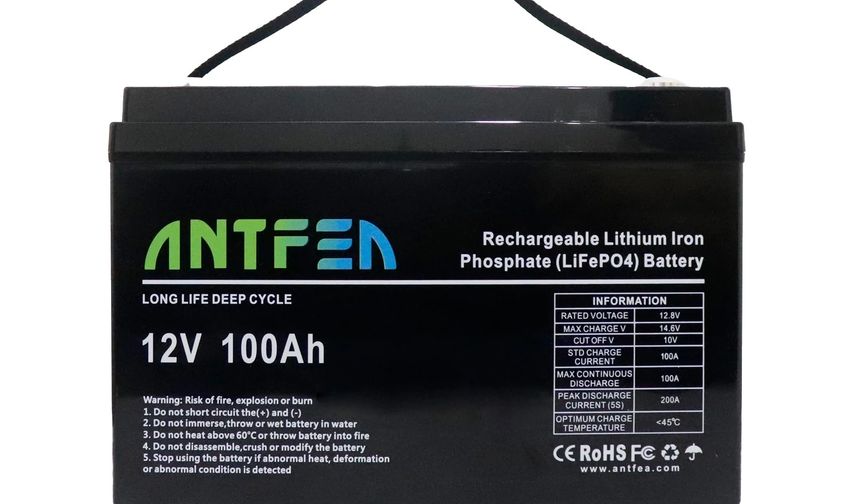 ANTFEA
Rechargeable Lithium Iron
Phosphate (LiFePO4) Battery
LONG LIFE DEEP CYCLE
12V 100Ah
INFORMATION
RATED VOLTAGE 12.8V
MAX CHARGE V 14.6V
CUT OFF V 10V
STD CHARGE
CURRENT 100A
MAX CONTINUOUS
DISCHARGE 100A
PEAK DISCHARGE
CURRENT (5S) 200A
OPTIMUM CHARGE
TEMPERATURE <45℃
Warning: Risk of fire, explosion or burn
1. Do not short circuit the(+) and (-)
2. Do not immerse,throw or wet battery in water
3. Do not heat above 60°C or throw battery into fire
4. Do not disassemble,crush or modify the battery
5. Stop using the battery if abnormal heat, deformation
or abnormal condition is detected
CE RoHS FC
www.antfea.com